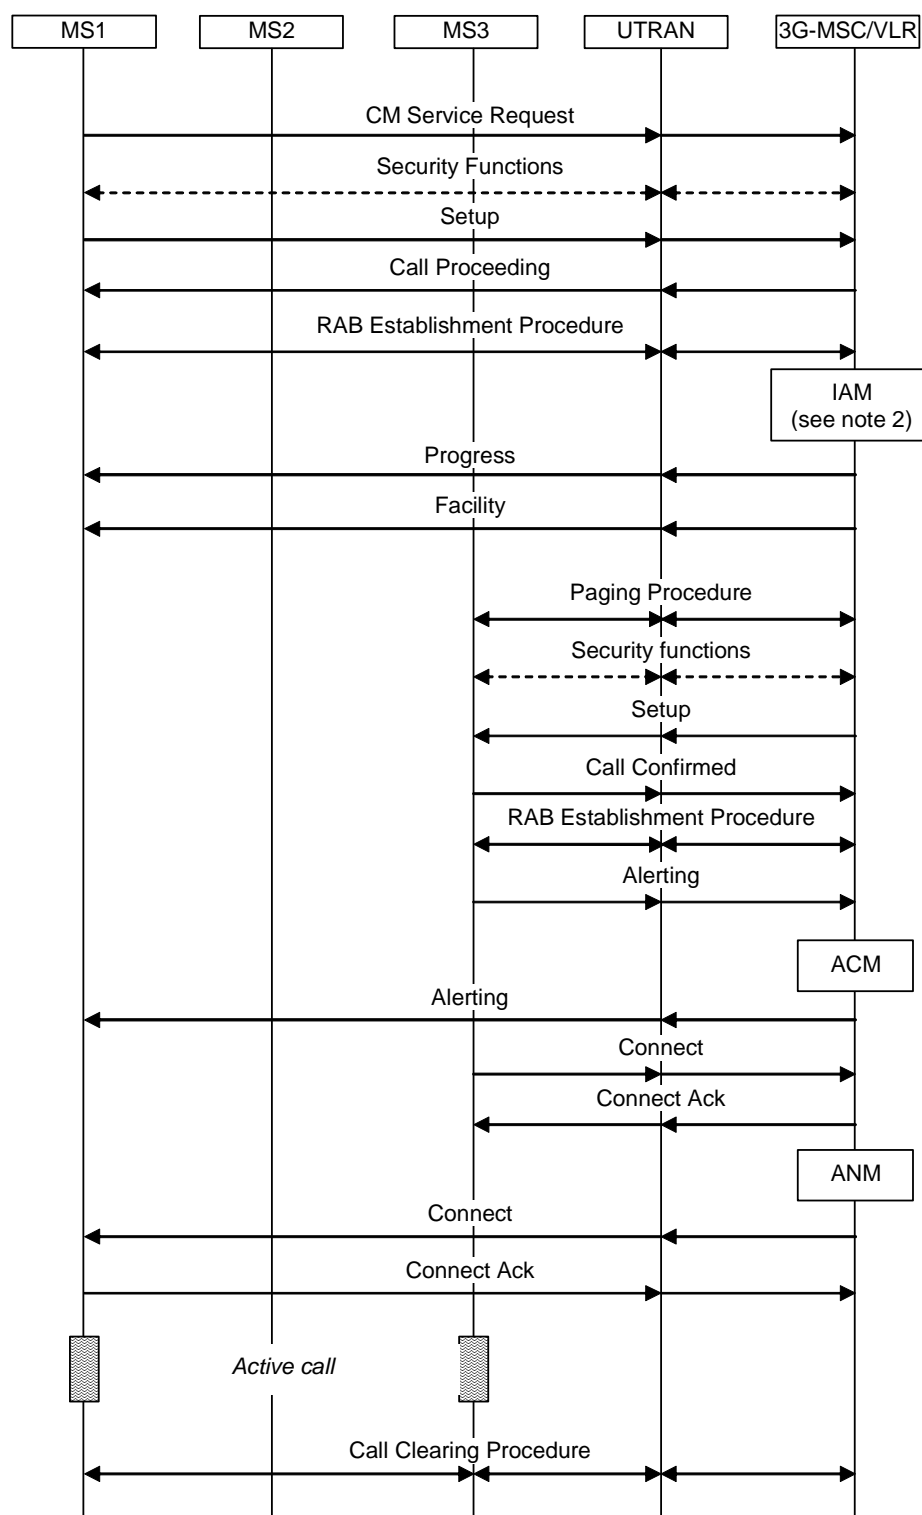 MS1
MS2
MS3
UTRAN
3G-MSC/VLR
CM Service Request
Security Functions
Setup
Call Proceeding
RAB Establishment Procedure
IAM
(see note 2)
Progress
Facility
Paging Procedure
Security functions
Setup
Call Confirmed
RAB Establishment Procedure
Alerting
ACM
Alerting
Connect
Connect Ack
ANM
Connect
Connect Ack
Active call
Call Clearing Procedure